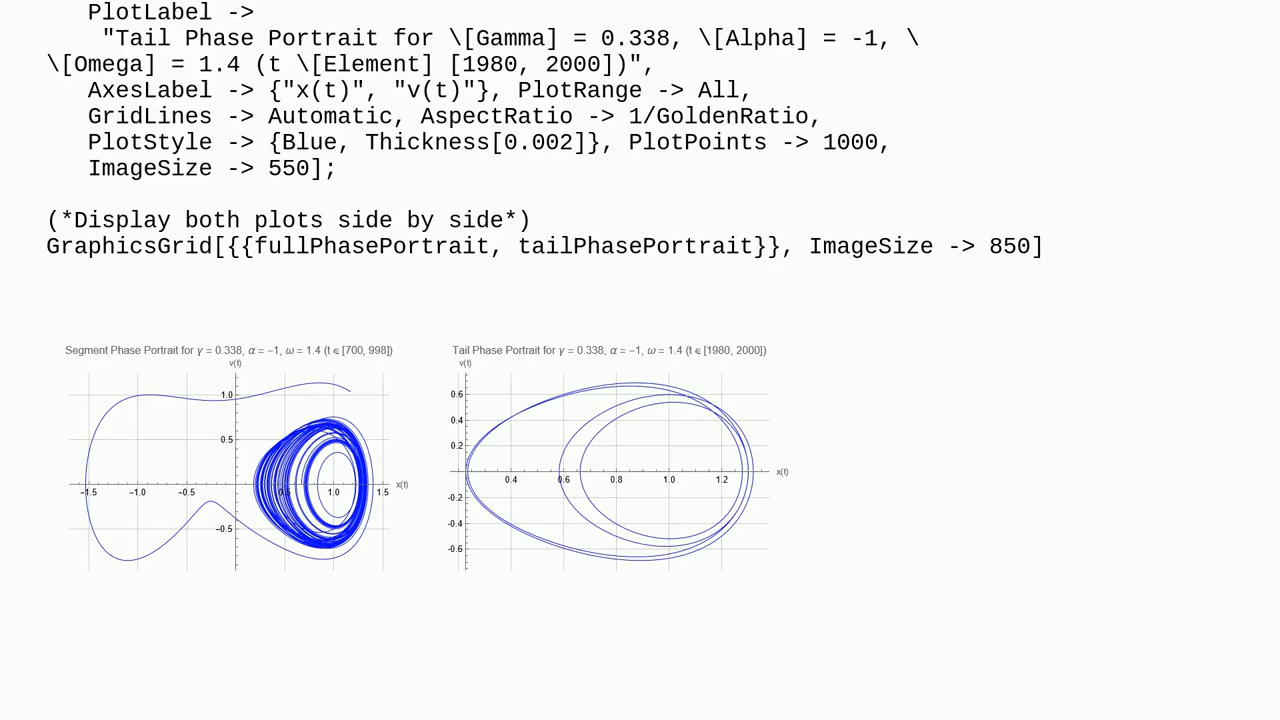 PlotLabel ->
"Tail Phase Portrait for \[Gamma] = 0.338, \[Alpha] = -1, \
\[Omega] = 1.4 (t \[Element] [1980, 2000])",
AxesLabel -> {"x(t)", "v(t)"}, PlotRange -> All,
GridLines -> Automatic, AspectRatio -> 1/GoldenRatio,
PlotStyle -> {Blue, Thickness[0.002]}, PlotPoints -> 1000,
ImageSize -> 550];
(*Display both plots side by side*)
GraphicsGrid[{{fullPhasePortrait, tailPhasePortrait}}, ImageSize -> 850]
Segment Phase Portrait for γ = 0.338, α = −1, ω = 1.4 (t ∈ [700, 998])
v(t)
1.0
0.5
−1.5 −1.0 −0.5 0.5 1.0 1.5 x(t)
−0.5
Tail Phase Portrait for γ = 0.338, α = −1, ω = 1.4 (t ∈ [1980, 2000])
v(t)
0.6
0.4
0.2
0.4 0.6 0.8 1.0 1.2 x(t)
-0.2
-0.4
-0.6